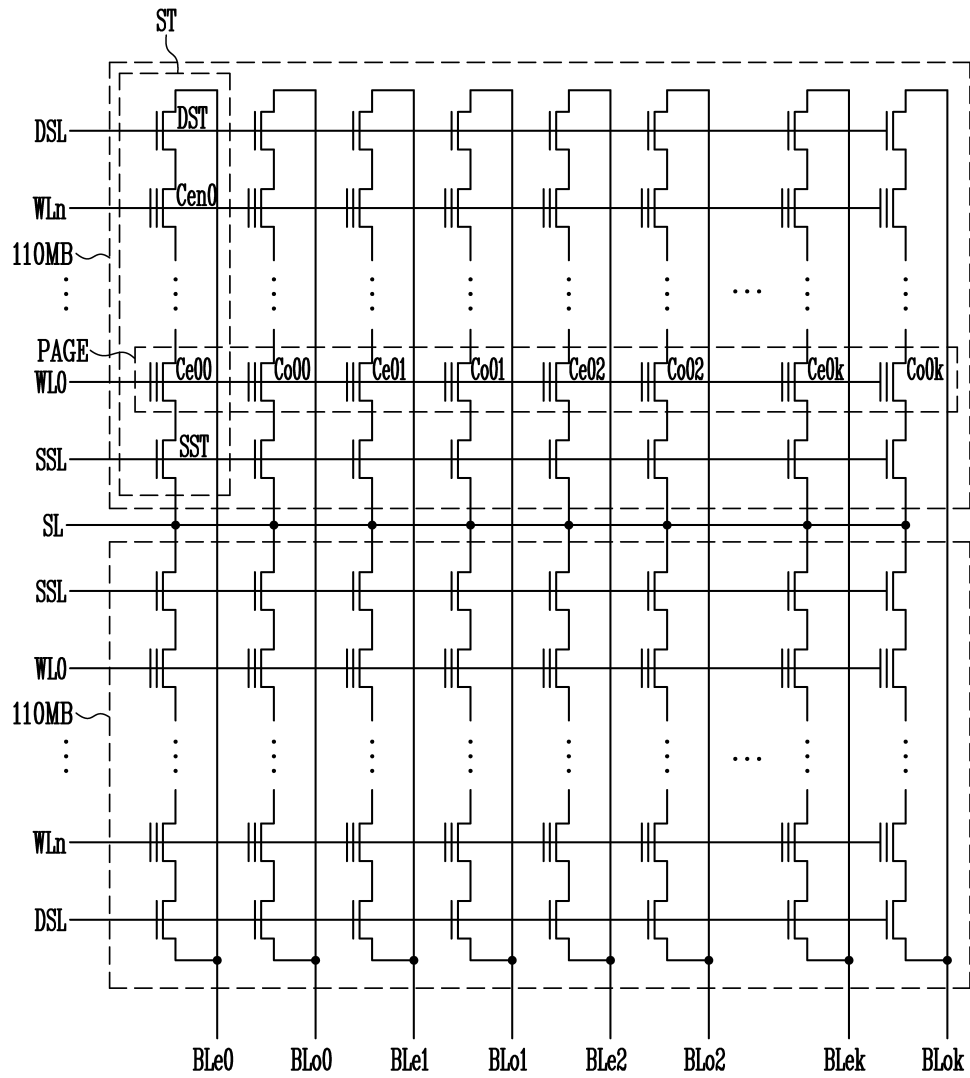 ST
DSL
DST
WLn
Cen0
110MB
PAGE
WL0
Ce00 Co00 Ce01 Co01 Ce02 Co02 Ce0k Co0k
SSL
SST
SL
SSL
WL0
110MB
WLn
DSL
BLe0 BLo0 BLe1 BLo1 BLe2 BLo2 BLek BLok